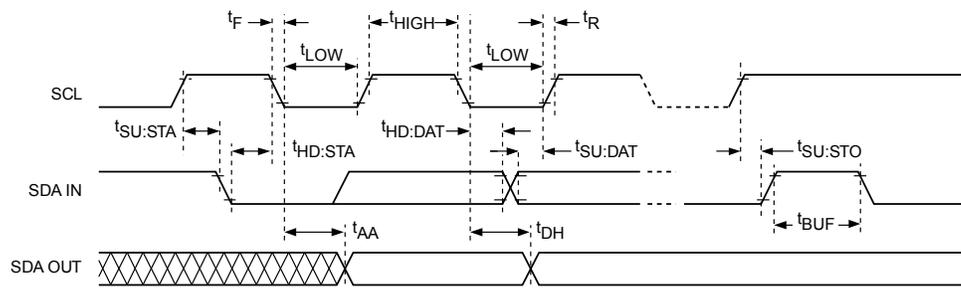 tF tHIGH tR
tLOW tLOW
SCL
tSU:STA tHD:STA tHD:DAT tSU:DAT tSU:STO
SDA IN
tAA tDH tBUF
SDA OUT